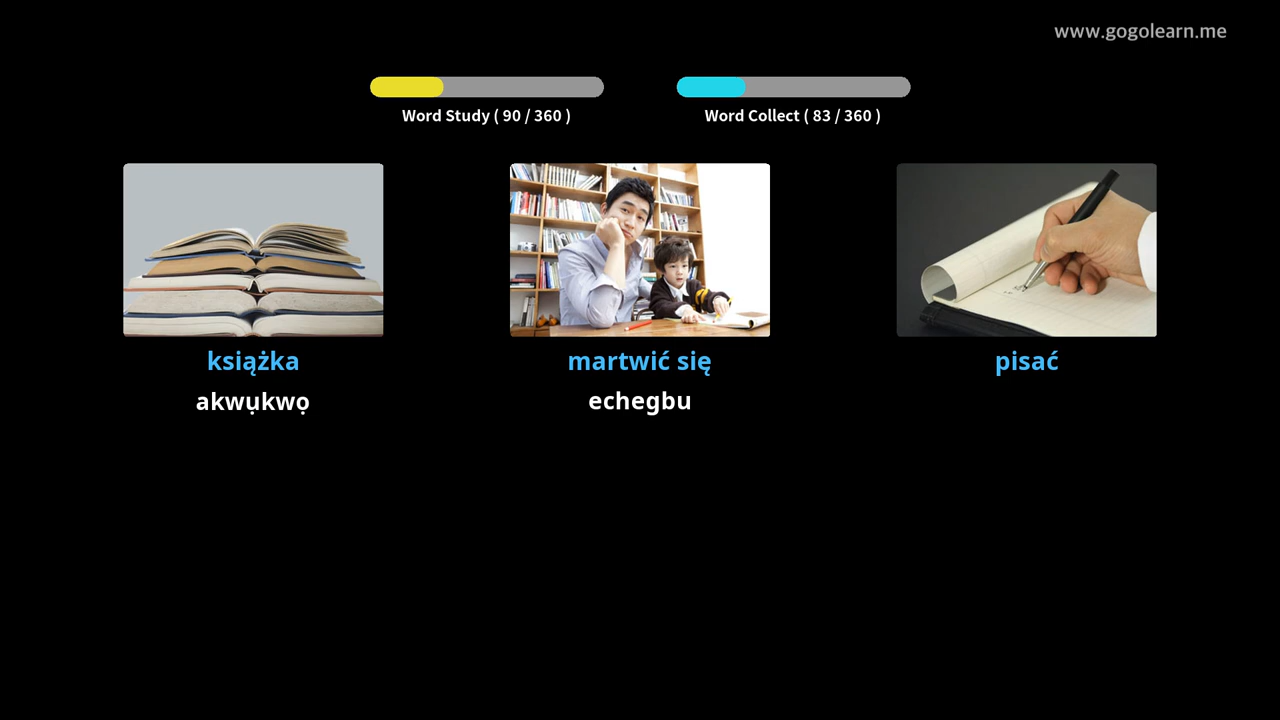 www.gogolearn.me
Word Study ( 90 / 360 )
Word Collect ( 83 / 360 )
książka
martwić się
pisać
akwụkwọ
echegbu